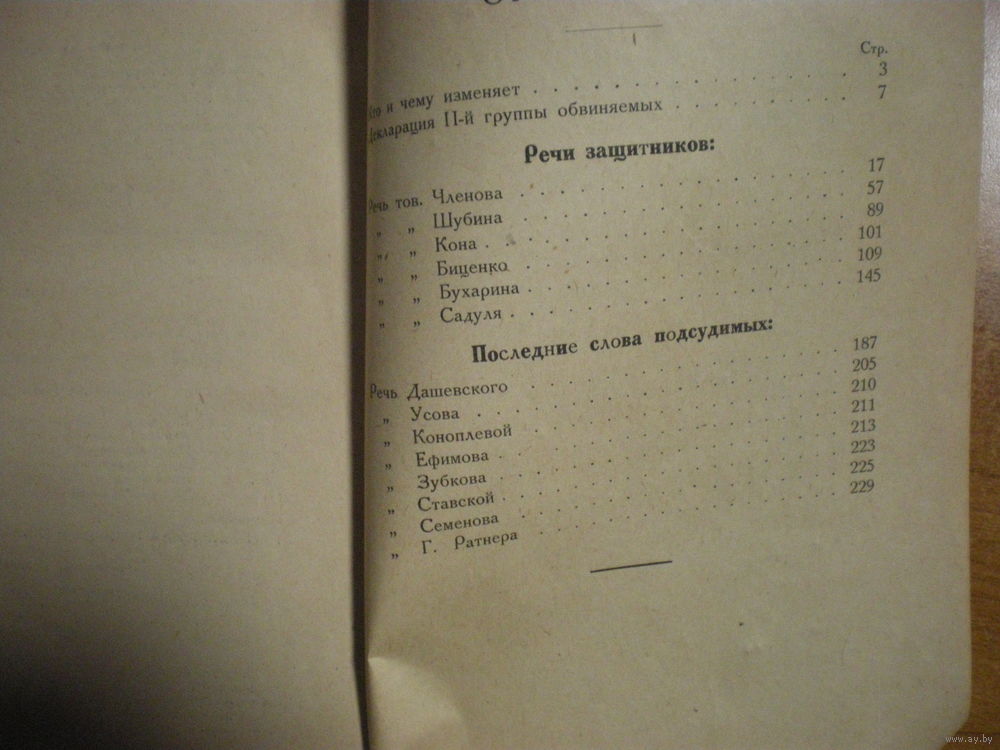 Стр.
Кто и чему изменяет . . . . . . . . . . . . 3
Декларация II-й группы обвиняемых . . . . . . . 7
Речи защитников:
Речь тов. Членова . . . . . . . . . . . . 17
„ „ Шубина . . . . . . . . . . . . 57
„ „ Кона . . . . . . . . . . . . . 89
„ „ Биценко . . . . . . . . . . . . 101
„ „ Бухарина . . . . . . . . . . . . 109
„ „ Садуля . . . . . . . . . . . . 145
Последние слова подсудимых:
Речь Дашевского . . . . . . . . . . . . 187
„ Усова . . . . . . . . . . . . . 205
„ Коноплевой . . . . . . . . . . . . 210
„ Ефимова . . . . . . . . . . . . 211
„ Зубкова . . . . . . . . . . . . 213
„ Ставской . . . . . . . . . . . . 223
„ Семенова . . . . . . . . . . . . 225
„ Г. Ратнера . . . . . . . . . . . . 229
www.ay.by